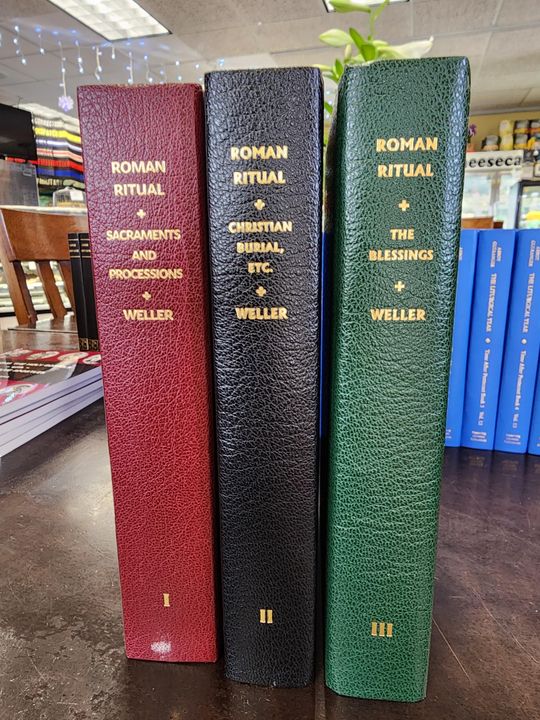 ROMAN
RITUAL
+
SACRAMENTS
AND
PROCESSIONS
+
WELLER
I
ROMAN
RITUAL
+
CHRISTIAN
BURIAL,
ETC.
+
WELLER
II
ROMAN
RITUAL
+
THE
BLESSINGS
+
WELLER
III
THE LITURGICAL YEAR
THE LITURGICAL YEAR
eeseca